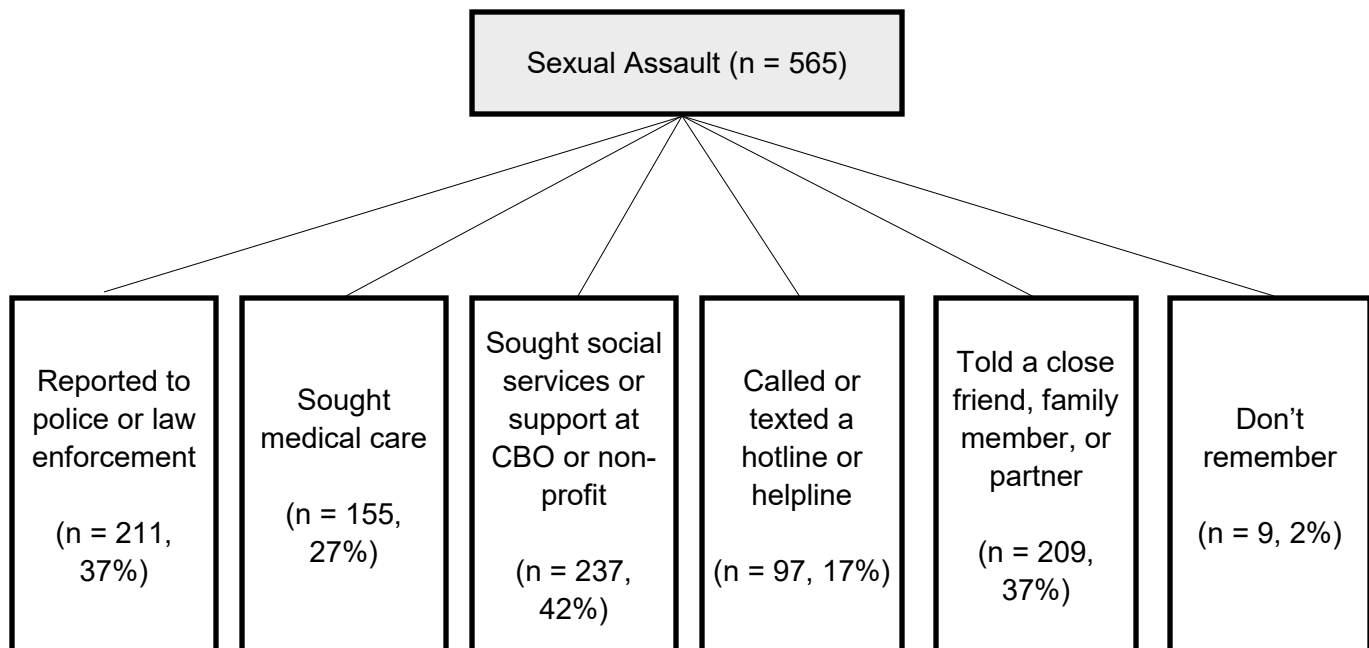 Sexual Assault (n = 565)
Reported to
police or law
enforcement
(n = 211,
37%)
Sought
medical care
(n = 155,
27%)
Sought social
services or
support at
CBO or non-
profit
(n = 237,
42%)
Called or
texted a
hotline or
helpline
(n = 97, 17%)
Told a close
friend, family
member, or
partner
(n = 209,
37%)
Don’t
remember
(n = 9, 2%)